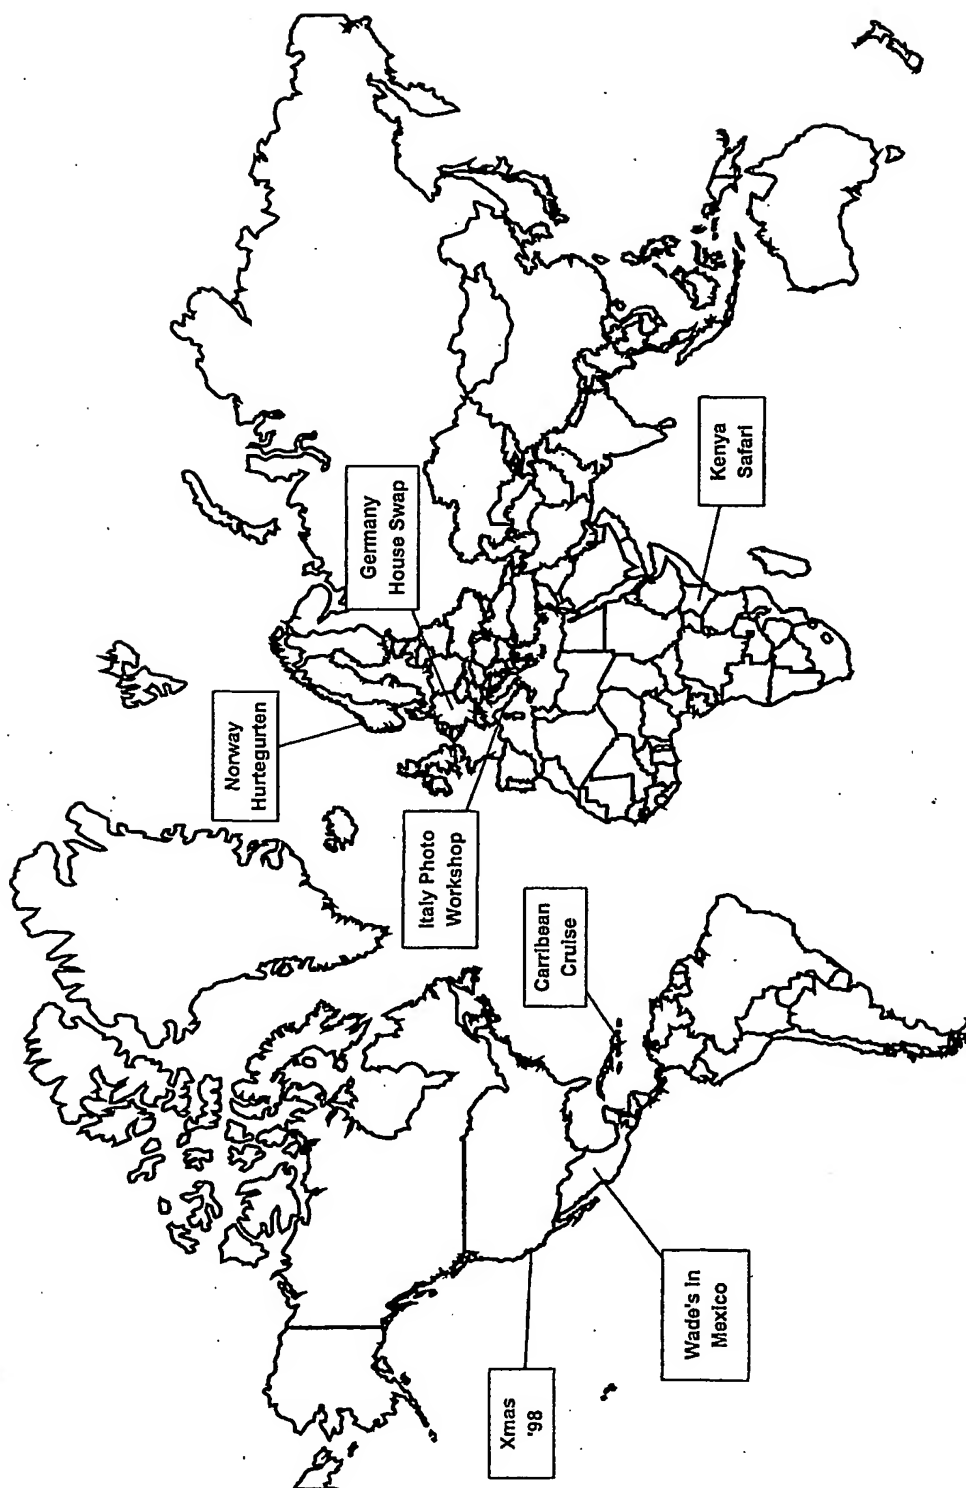 Norway
Hurtegurten
Germany
House Swap
Italy Photo
Workshop
Kenya
Safari
Carribean
Cruise
Xmas
'98
Wade's in
Mexico